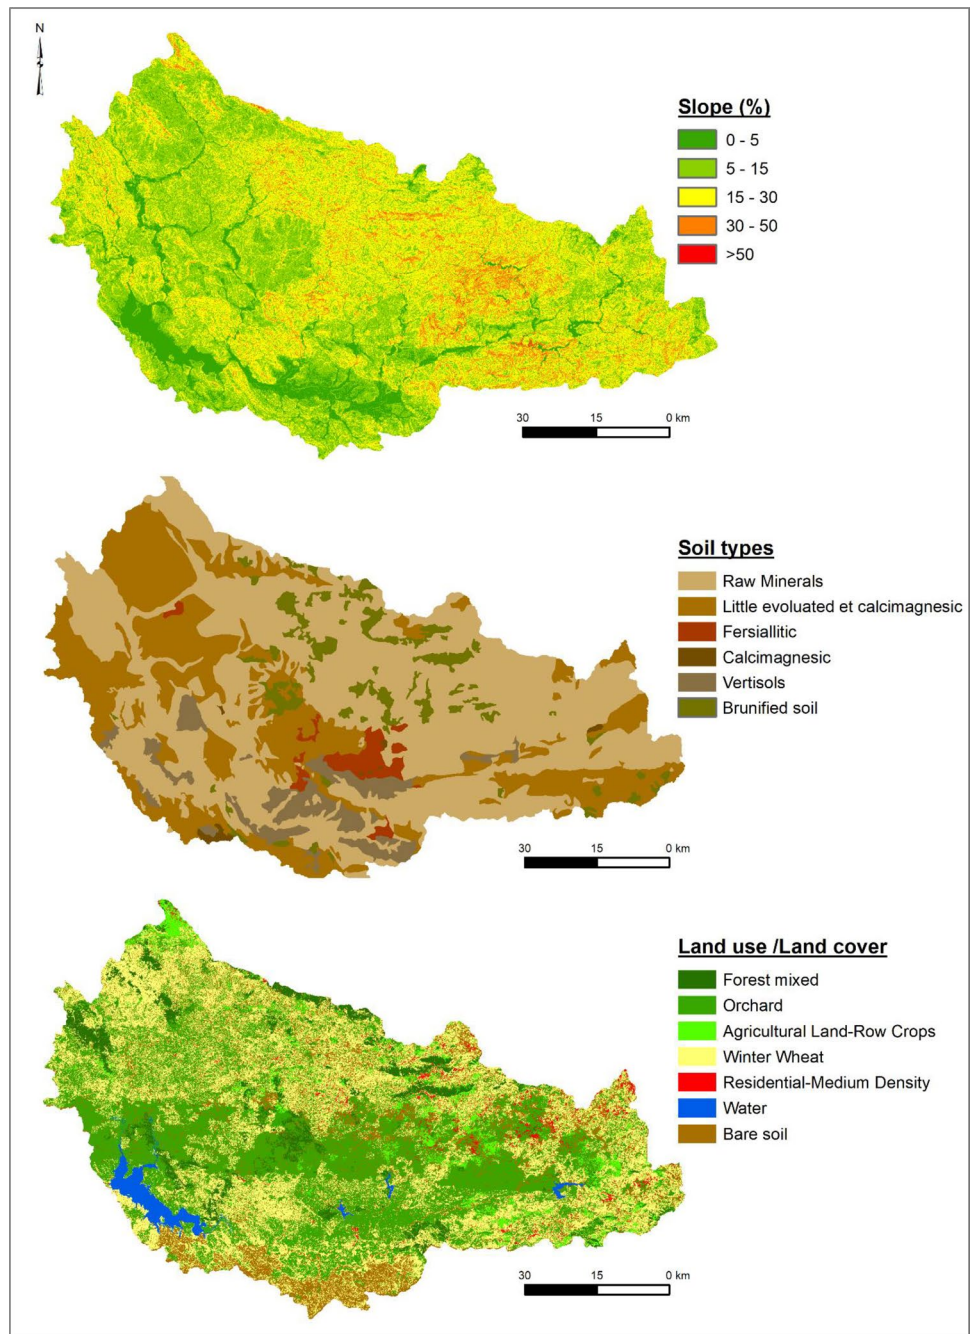 N
Slope (%)
0 - 5
5 - 15
15 - 30
30 - 50
>50
30 15 0 km
Soil types
Raw Minerals
Little evoluated et calcimagnesic
Fersiallitic
Calcimagnesic
Vertisols
Brunified soil
30 15 0 km
Land use /Land cover
Forest mixed
Orchard
Agricultural Land-Row Crops
Winter Wheat
Residential-Medium Density
Water
Bare soil
30 15 0 km